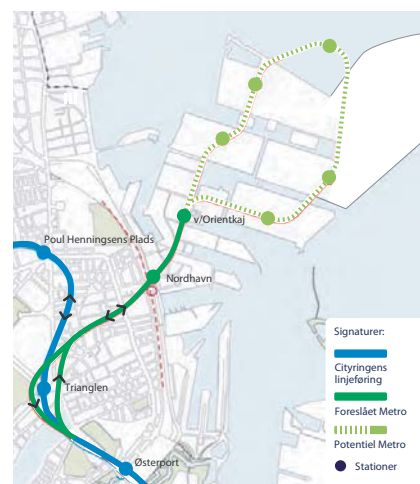 v/Orientkaj
Poul Henningsens Plads
Nordhavn
Trianglen
Østerport
Signaturer:
Cityringens
linjeføring
Foreslået Metro
Potentiel Metro
Stationer